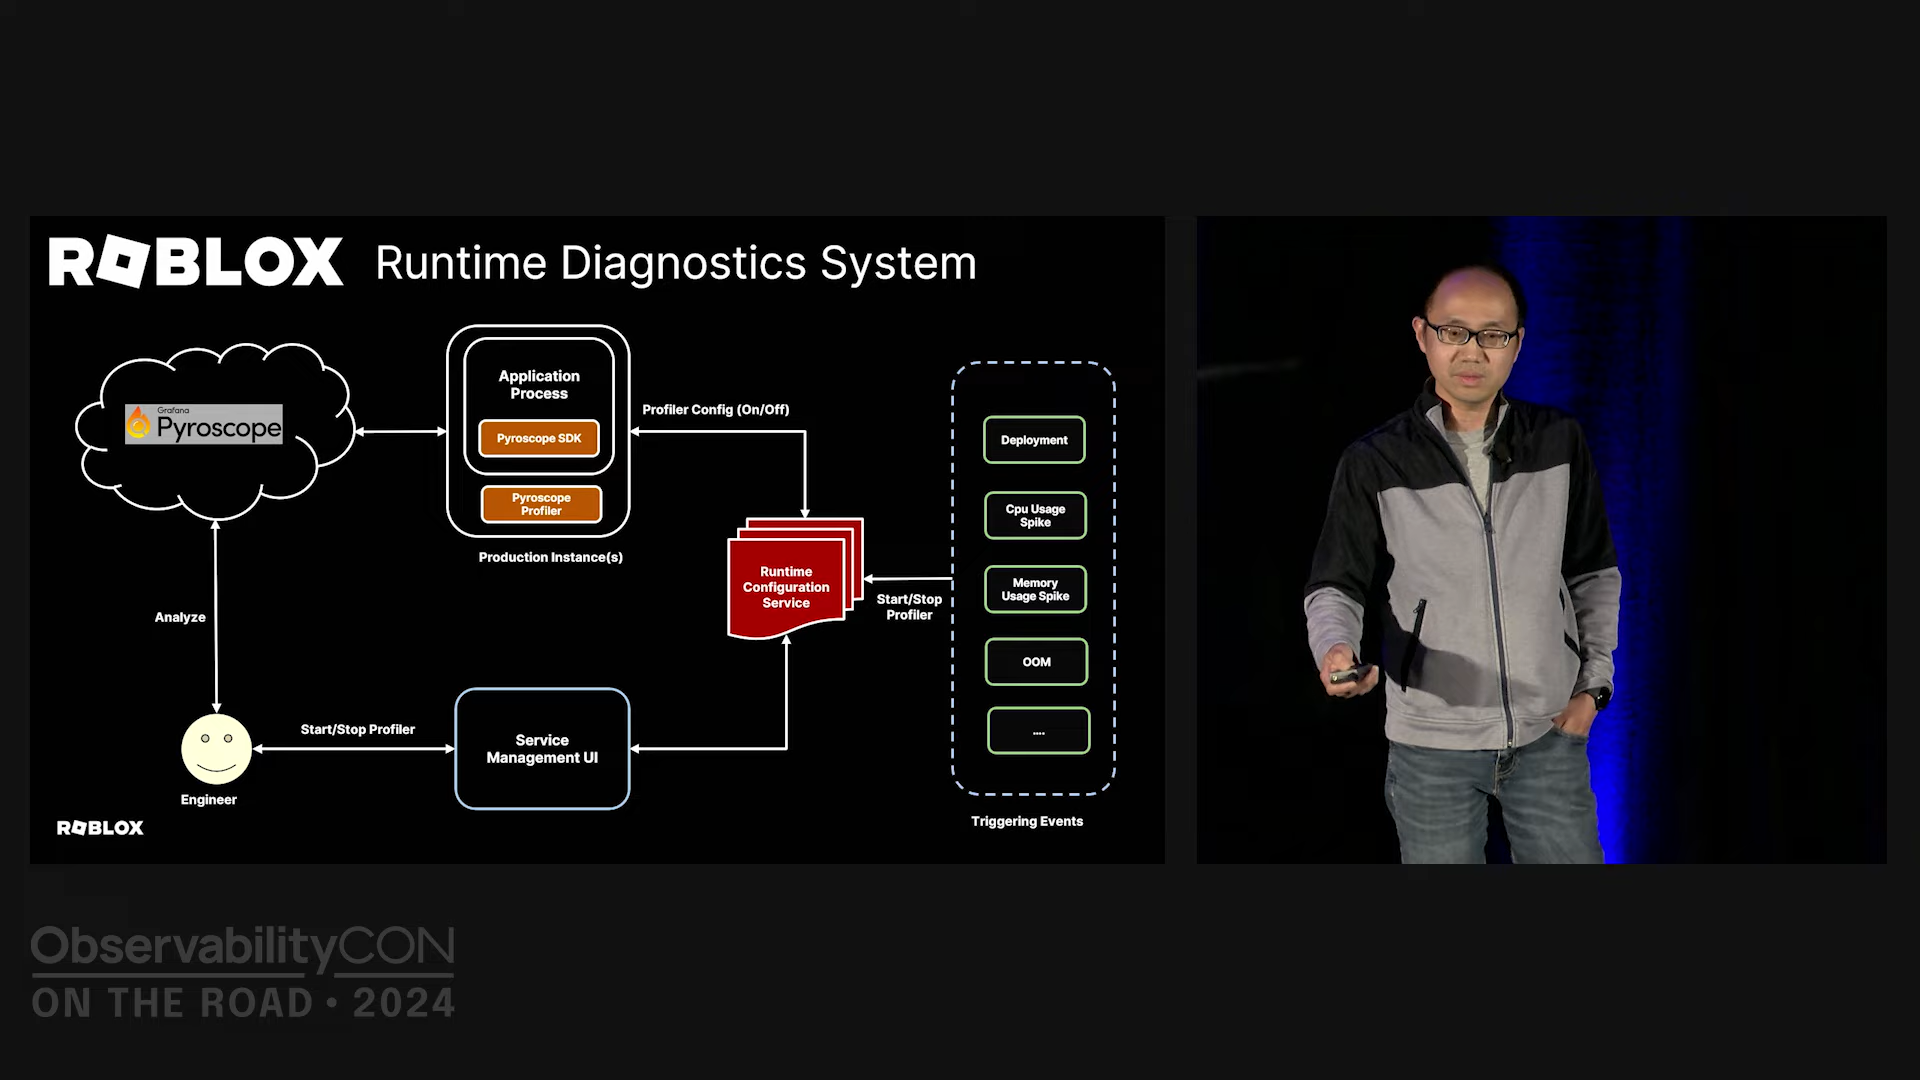 ROBLOX Runtime Diagnostics System
Grafana
Pyroscope
Application
Process
Pyroscope SDK
Pyroscope
Profiler
Production Instance(s)
Profiler Config (On/Off)
Runtime
Configuration
Service
Start/Stop
Profiler
Deployment
Cpu Usage
Spike
Memory
Usage Spike
OOM
....
Triggering Events
Analyze
Engineer
Start/Stop Profiler
Service
Management UI
ROBLOX
ObservabilityCON
ON THE ROAD • 2024